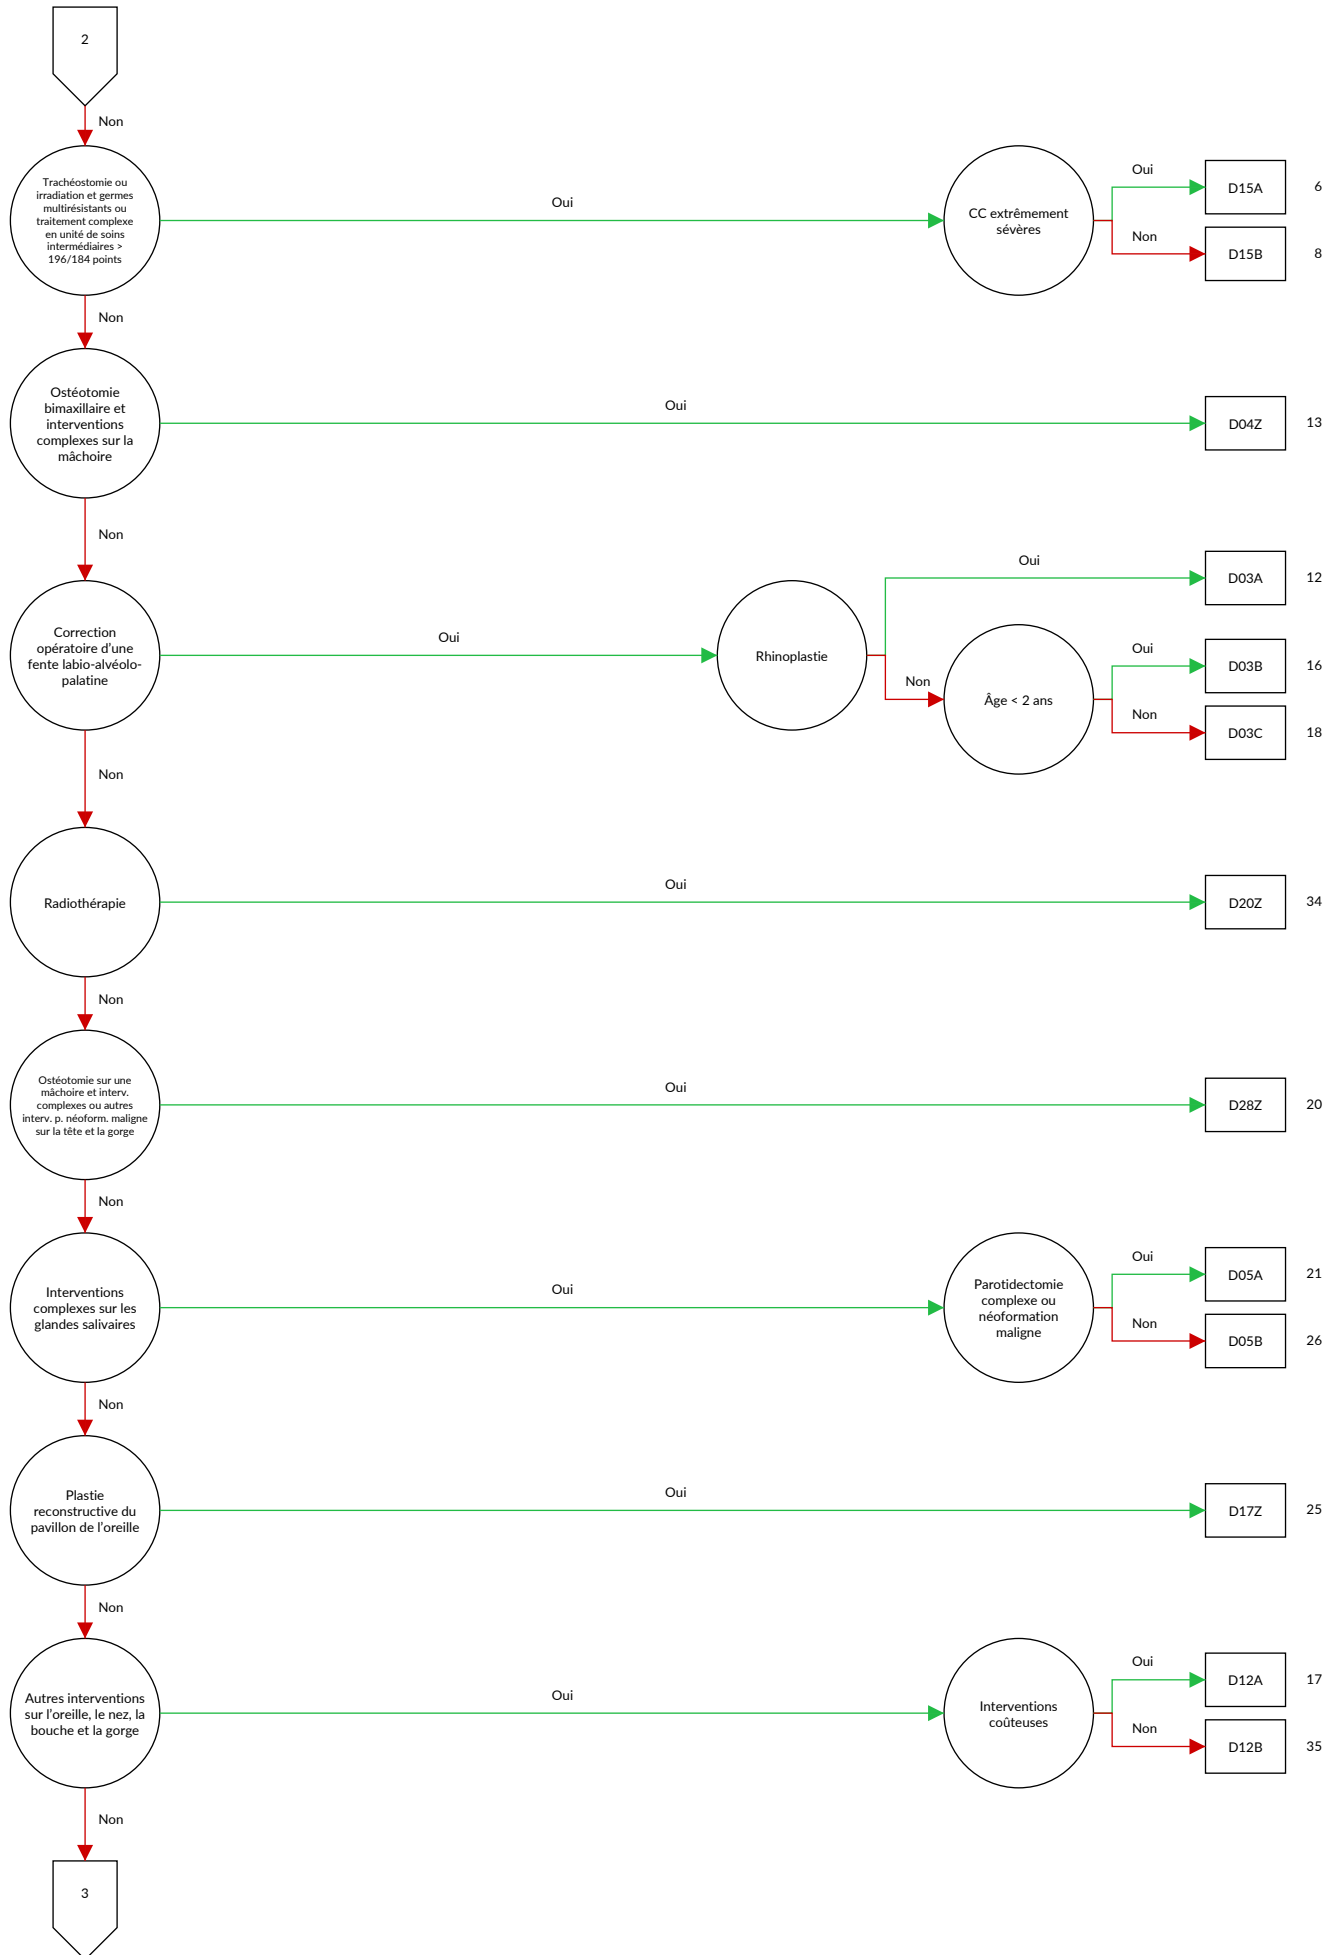 2
Non
Trachéostomie ou
irradiation et germes
multirésistants ou
traitement complexe
en unité de soins
intermédiaires >
196/184 points
Oui
CC extrêmement
sévères
Oui
D15A
6
Non
D15B
8
Non
Ostéotomie
bimaxillaire et
interventions
complexes sur la
mâchoire
Oui
D04Z
13
Non
Correction
opératoire d'une
fente labio-alvéolo-
palatine
Oui
Rhinoplastie
Oui
D03A
12
Non
Âge < 2 ans
Oui
D03B
16
Non
D03C
18
Non
Radiothérapie
Oui
D20Z
34
Non
Ostéotomie sur une
mâchoire et interv.
complexes ou autres
interv. p. néoform. maligne
sur la tête et la gorge
Oui
D28Z
20
Non
Interventions
complexes sur les
glandes salivaires
Oui
Parotidectomie
complexe ou
néoformation
maligne
Oui
D05A
21
Non
D05B
26
Non
Plastie
reconstructive du
pavillon de l'oreille
Oui
D17Z
25
Non
Autres interventions
sur l'oreille, le nez, la
bouche et la gorge
Oui
Interventions
coûteuses
Oui
D12A
17
Non
D12B
35
Non
3